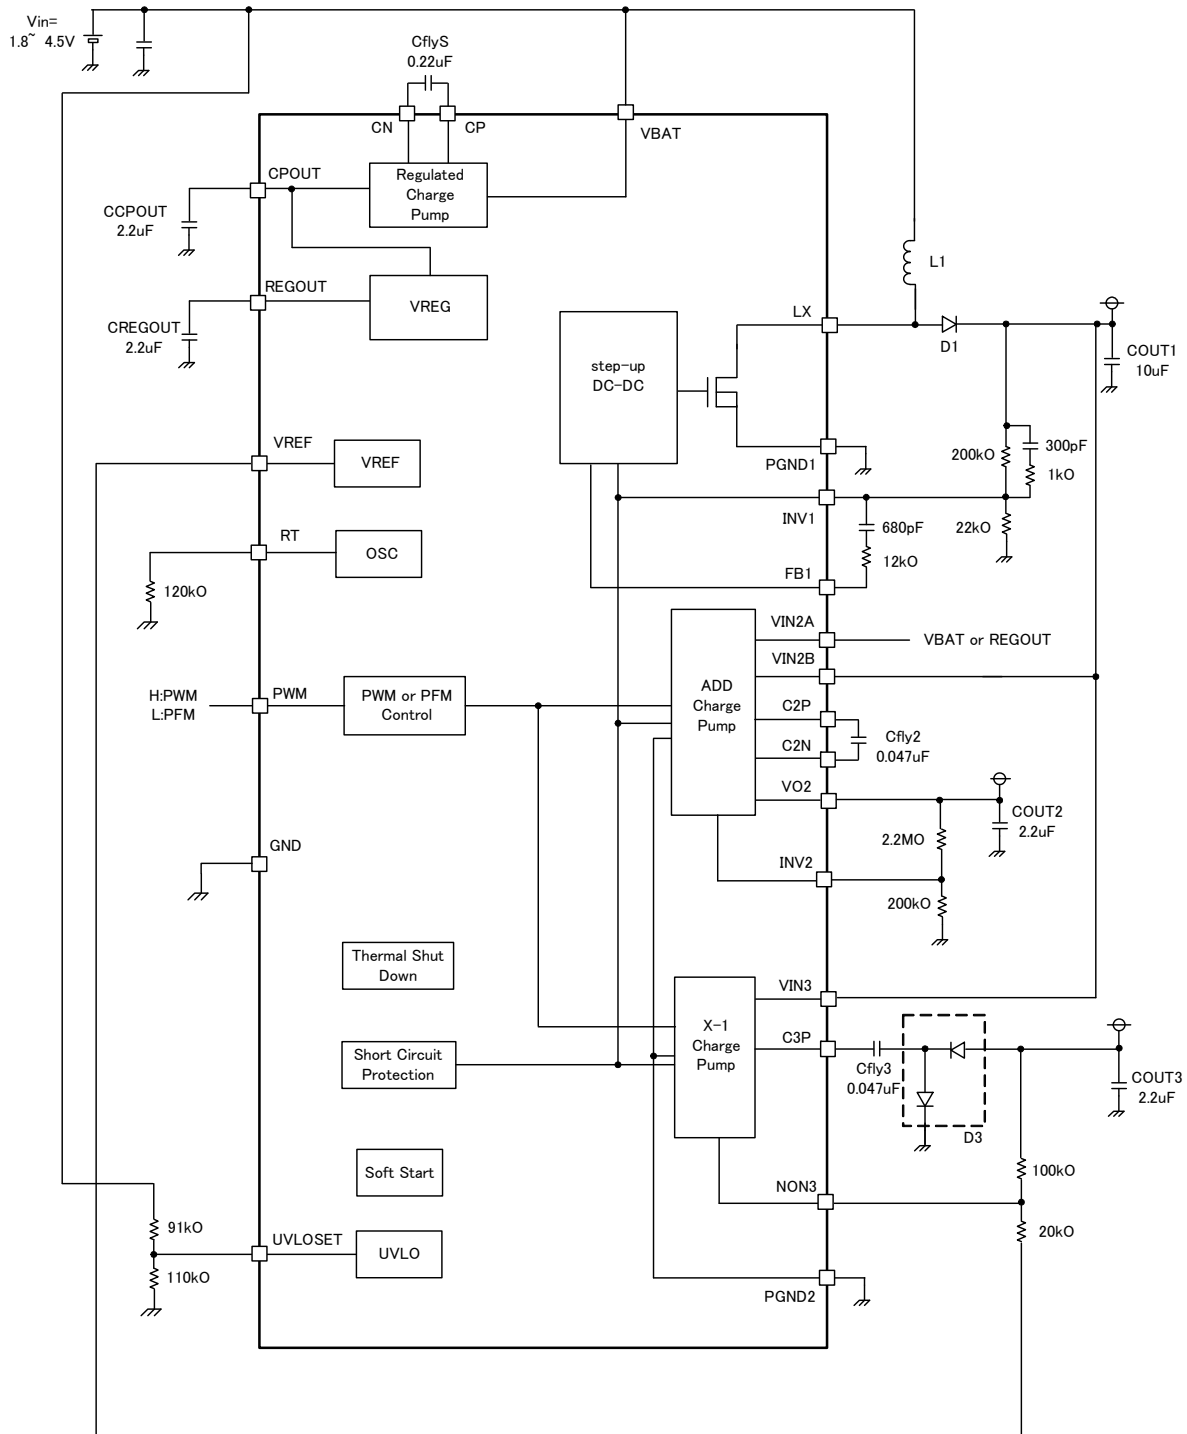 Vin=
1.8~ 4.5V
CflyS
0.22uF
CN
CP
VBAT
CPOUT
Regulated
Charge
Pump
CCPOUT
2.2uF
REGOUT
VREG
CREGOUT
2.2uF
L1
LX
D1
COUT1
10uF
step-up
DC-DC
VREF
VREF
PGND1
200kO
300pF
1kO
INV1
RT
OSC
680pF
22kO
12kO
120kO
FB1
VIN2A
VBAT or REGOUT
VIN2B
H:PWM
L:PFM
PWM
PWM or PFM
Control
ADD
Charge
Pump
C2P
C2N
Cfly2
0.047uF
VO2
COUT2
2.2uF
2.2MO
GND
INV2
200kO
Thermal Shut
Down
VIN3
X-1
Charge
Pump
C3P
Short Circuit
Protection
Cfly3
0.047uF
D3
COUT3
2.2uF
Soft Start
100kO
NON3
91kO
20kO
UVLOSET
UVLO
110kO
PGND2